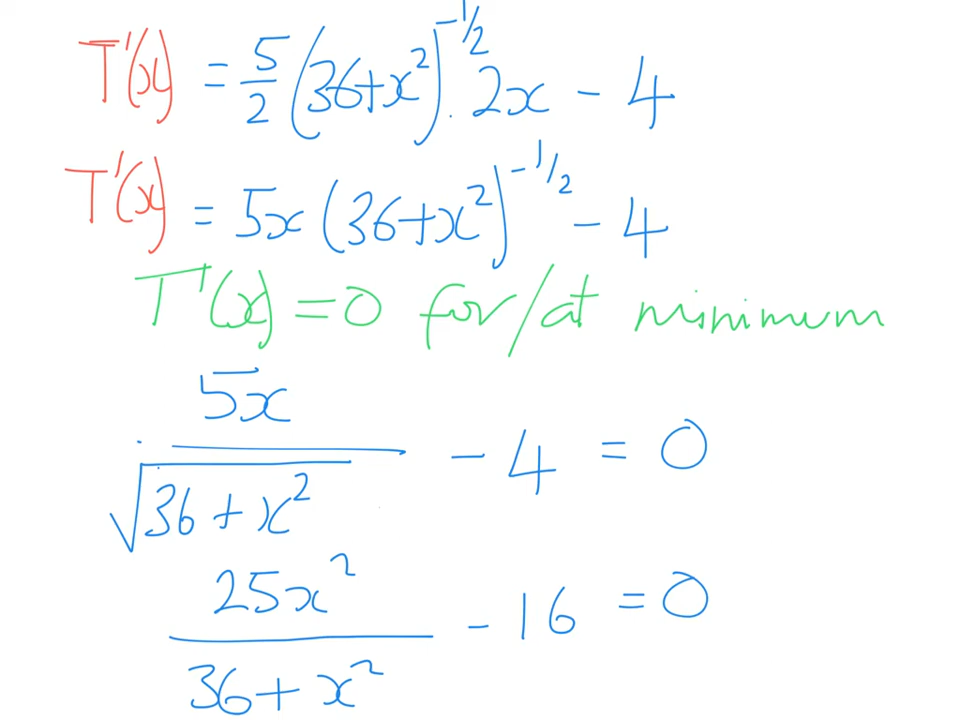 T'(x) = 5/2 (36+x²)^-1/2 . 2x - 4
T'(x) = 5x (36+x²)^-1/2 - 4
T'(x) = 0 for/at minimum
5x / √(36+x²) - 4 = 0
25x² / (36+x²) - 16 = 0